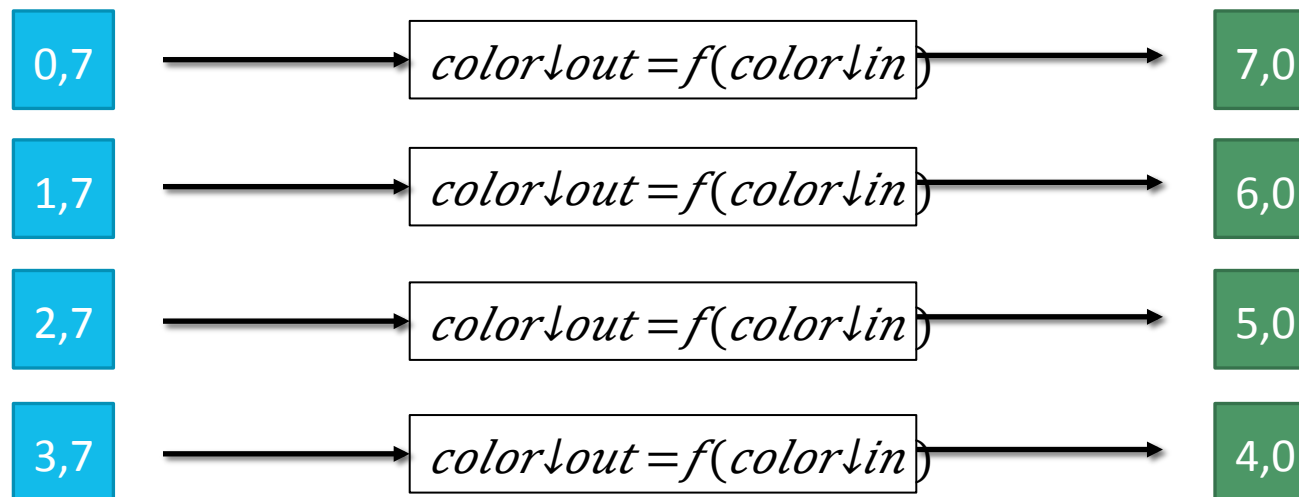 0,7 color↓out = f(color↓in) 7,0
1,7 color↓out = f(color↓in) 6,0
2,7 color↓out = f(color↓in) 5,0
3,7 color↓out = f(color↓in) 4,0